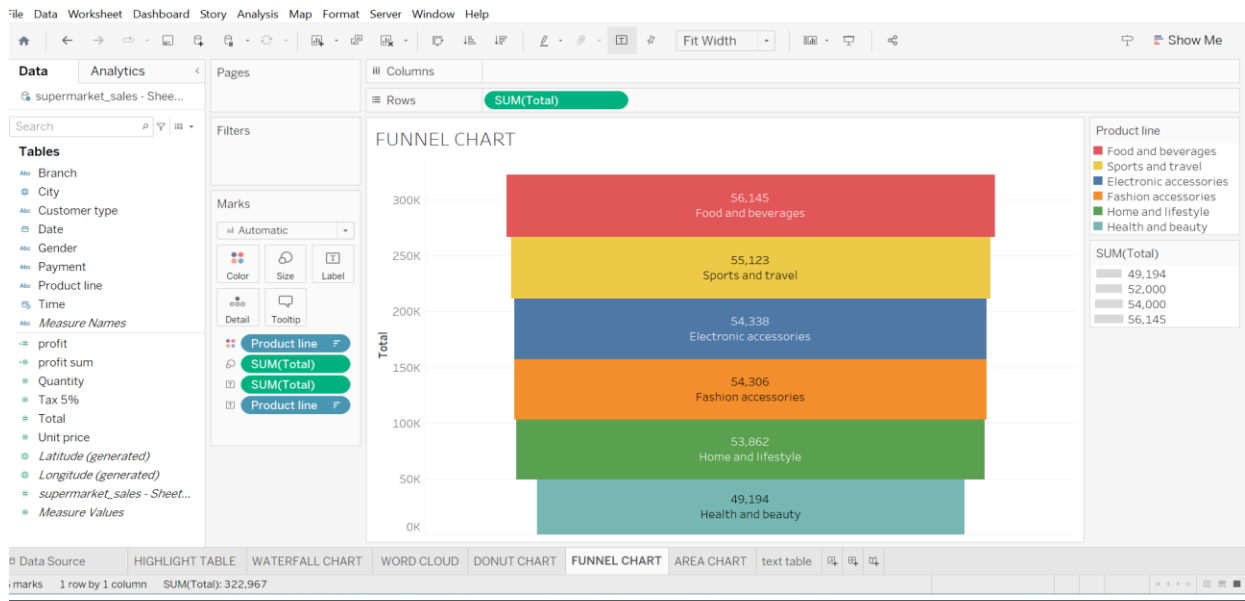 File Data Worksheet Dashboard Story Analysis Map Format Server Window Help
Fit Width
Show Me
Data Analytics
supermarket_sales - Shee...
Search
Tables
Abc Branch
City
Abc Customer type
Date
Abc Gender
Abc Payment
Abc Product line
Time
Abc Measure Names
profit
profit sum
Quantity
Tax 5%
Total
Unit price
Latitude (generated)
Longitude (generated)
supermarket_sales - Sheet...
Measure Values
Pages
Filters
Marks
Automatic
Color Size Label
Detail Tooltip
Product line
SUM(Total)
SUM(Total)
Product line
Columns
Rows SUM(Total)
FUNNEL CHART
Total
300K
250K
200K
150K
100K
50K
0K
56,145
Food and beverages
55,123
Sports and travel
54,338
Electronic accessories
54,306
Fashion accessories
53,862
Home and lifestyle
49,194
Health and beauty
Product line
Food and beverages
Sports and travel
Electronic accessories
Fashion accessories
Home and lifestyle
Health and beauty
SUM(Total)
49,194
52,000
54,000
56,145
Data Source HIGHLIGHT TABLE WATERFALL CHART WORD CLOUD DONUT CHART FUNNEL CHART AREA CHART text table
marks 1 row by 1 column SUM(Total): 322,967